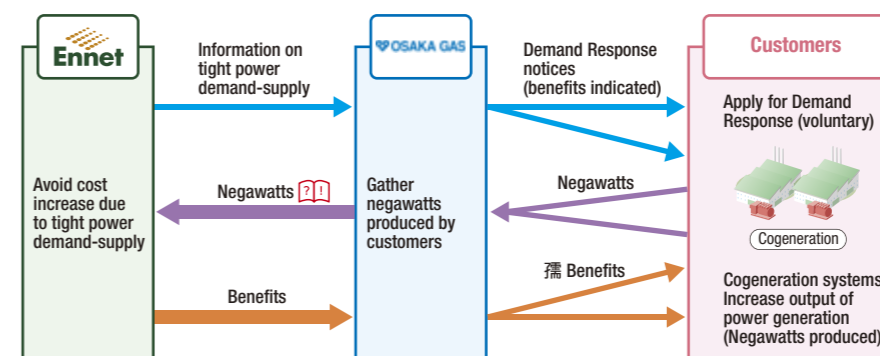 Ennet
Information on
tight power
demand-supply
OSAKA GAS
Demand Response
notices
(benefits indicated)
Customers
Apply for Demand
Response (voluntary)
Avoid cost
increase due
to tight power
demand-supply
Negawatts ?!
Gather
negawatts
produced by
customers
Negawatts
Cogeneration
Benefits
孺 Benefits
Cogeneration systems
Increase output of
power generation
(Negawatts produced)